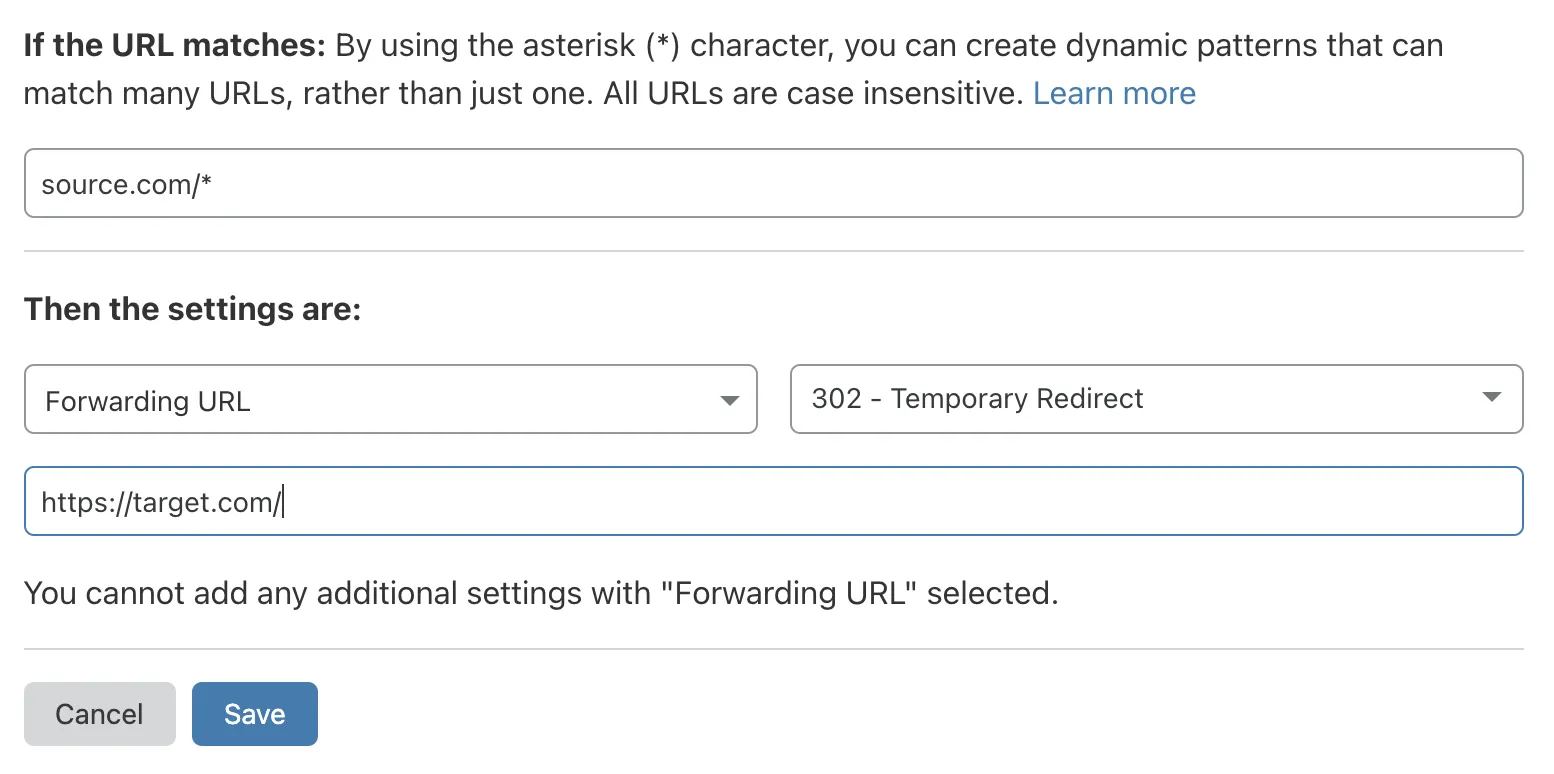 If the URL matches: By using the asterisk (*) character, you can create dynamic patterns that can
match many URLs, rather than just one. All URLs are case insensitive. Learn more
source.com/*
Then the settings are:
Forwarding URL
302 - Temporary Redirect
https://target.com/
You cannot add any additional settings with "Forwarding URL" selected.
Cancel
Save